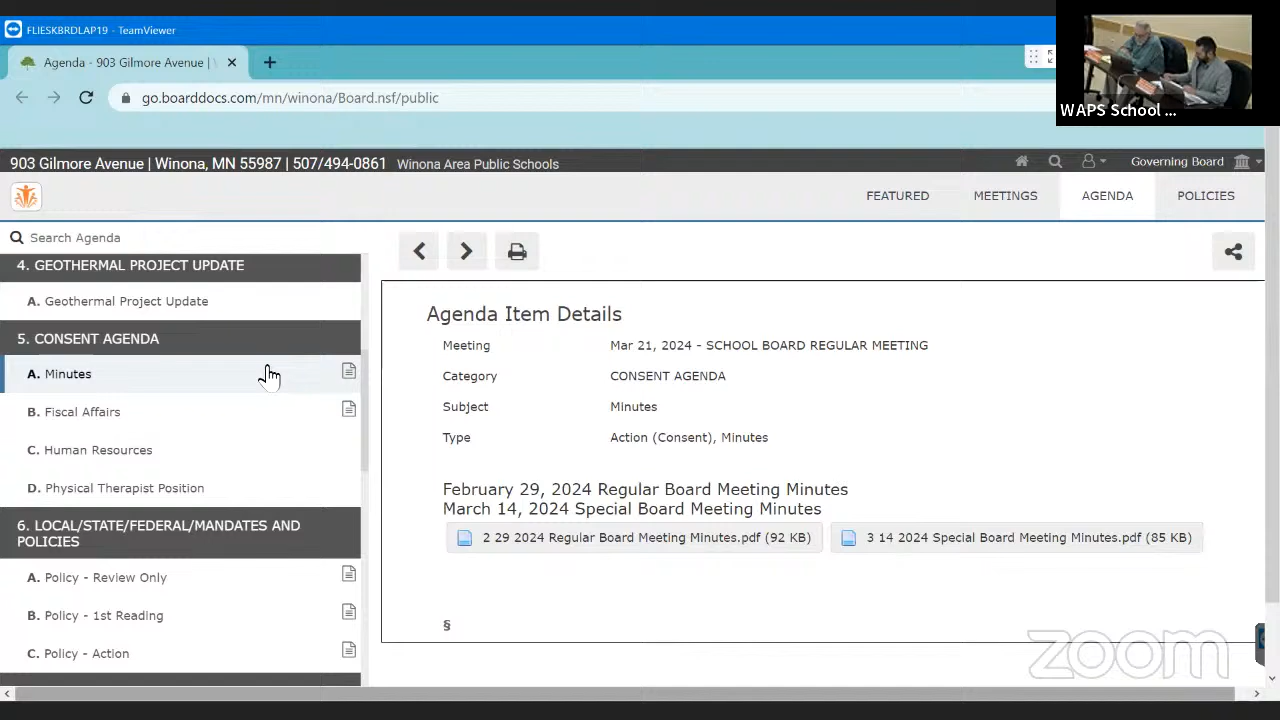 FLIESKBRDLAP19 - TeamViewer
Agenda - 903 Gilmore Avenue |
go.boarddocs.com/mn/winona/Board.nsf/public
WAPS School ...
903 Gilmore Avenue | Winona, MN 55987 | 507/494-0861 Winona Area Public Schools
Governing Board
FEATURED MEETINGS AGENDA POLICIES
Search Agenda
4. GEOTHERMAL PROJECT UPDATE
A. Geothermal Project Update
5. CONSENT AGENDA
A. Minutes
B. Fiscal Affairs
C. Human Resources
D. Physical Therapist Position
6. LOCAL/STATE/FEDERAL/MANDATES AND
POLICIES
A. Policy - Review Only
B. Policy - 1st Reading
C. Policy - Action
Agenda Item Details
Meeting Mar 21, 2024 - SCHOOL BOARD REGULAR MEETING
Category CONSENT AGENDA
Subject Minutes
Type Action (Consent), Minutes
February 29, 2024 Regular Board Meeting Minutes
March 14, 2024 Special Board Meeting Minutes
2 29 2024 Regular Board Meeting Minutes.pdf (92 KB) 3 14 2024 Special Board Meeting Minutes.pdf (85 KB)
§
zoom